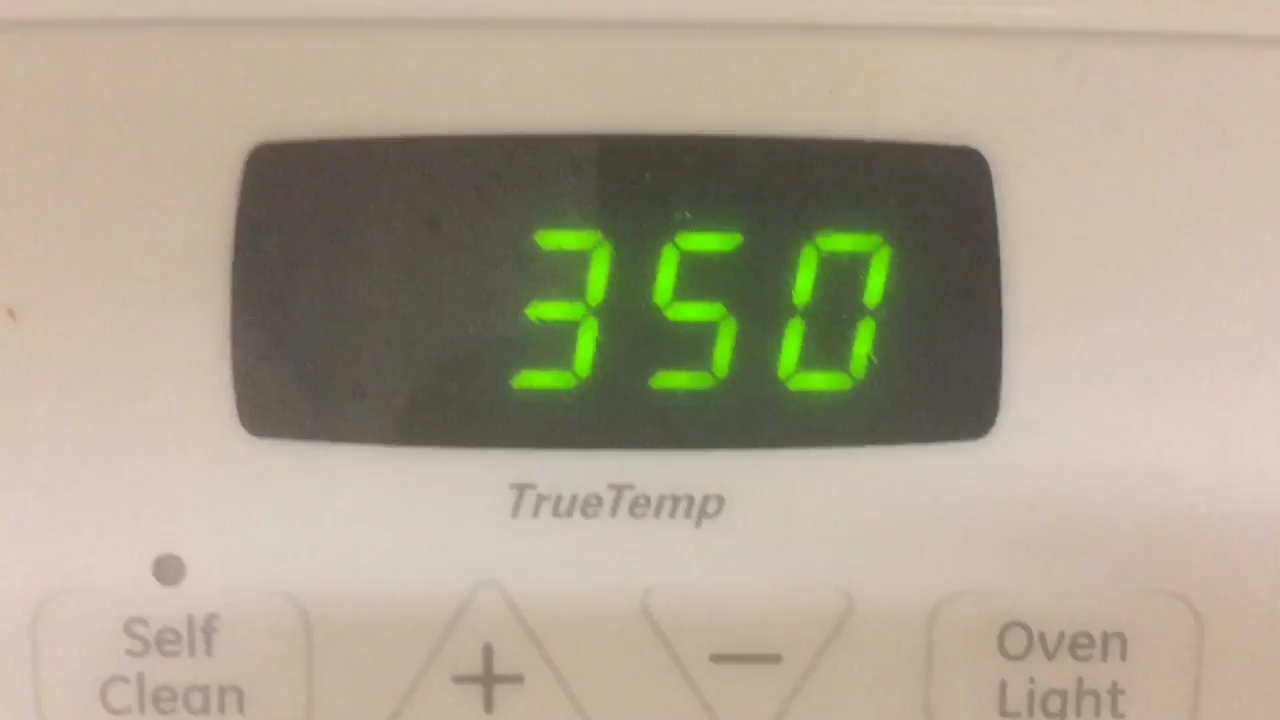 350
TrueTemp
Self
Clean
+
−
Oven
Light